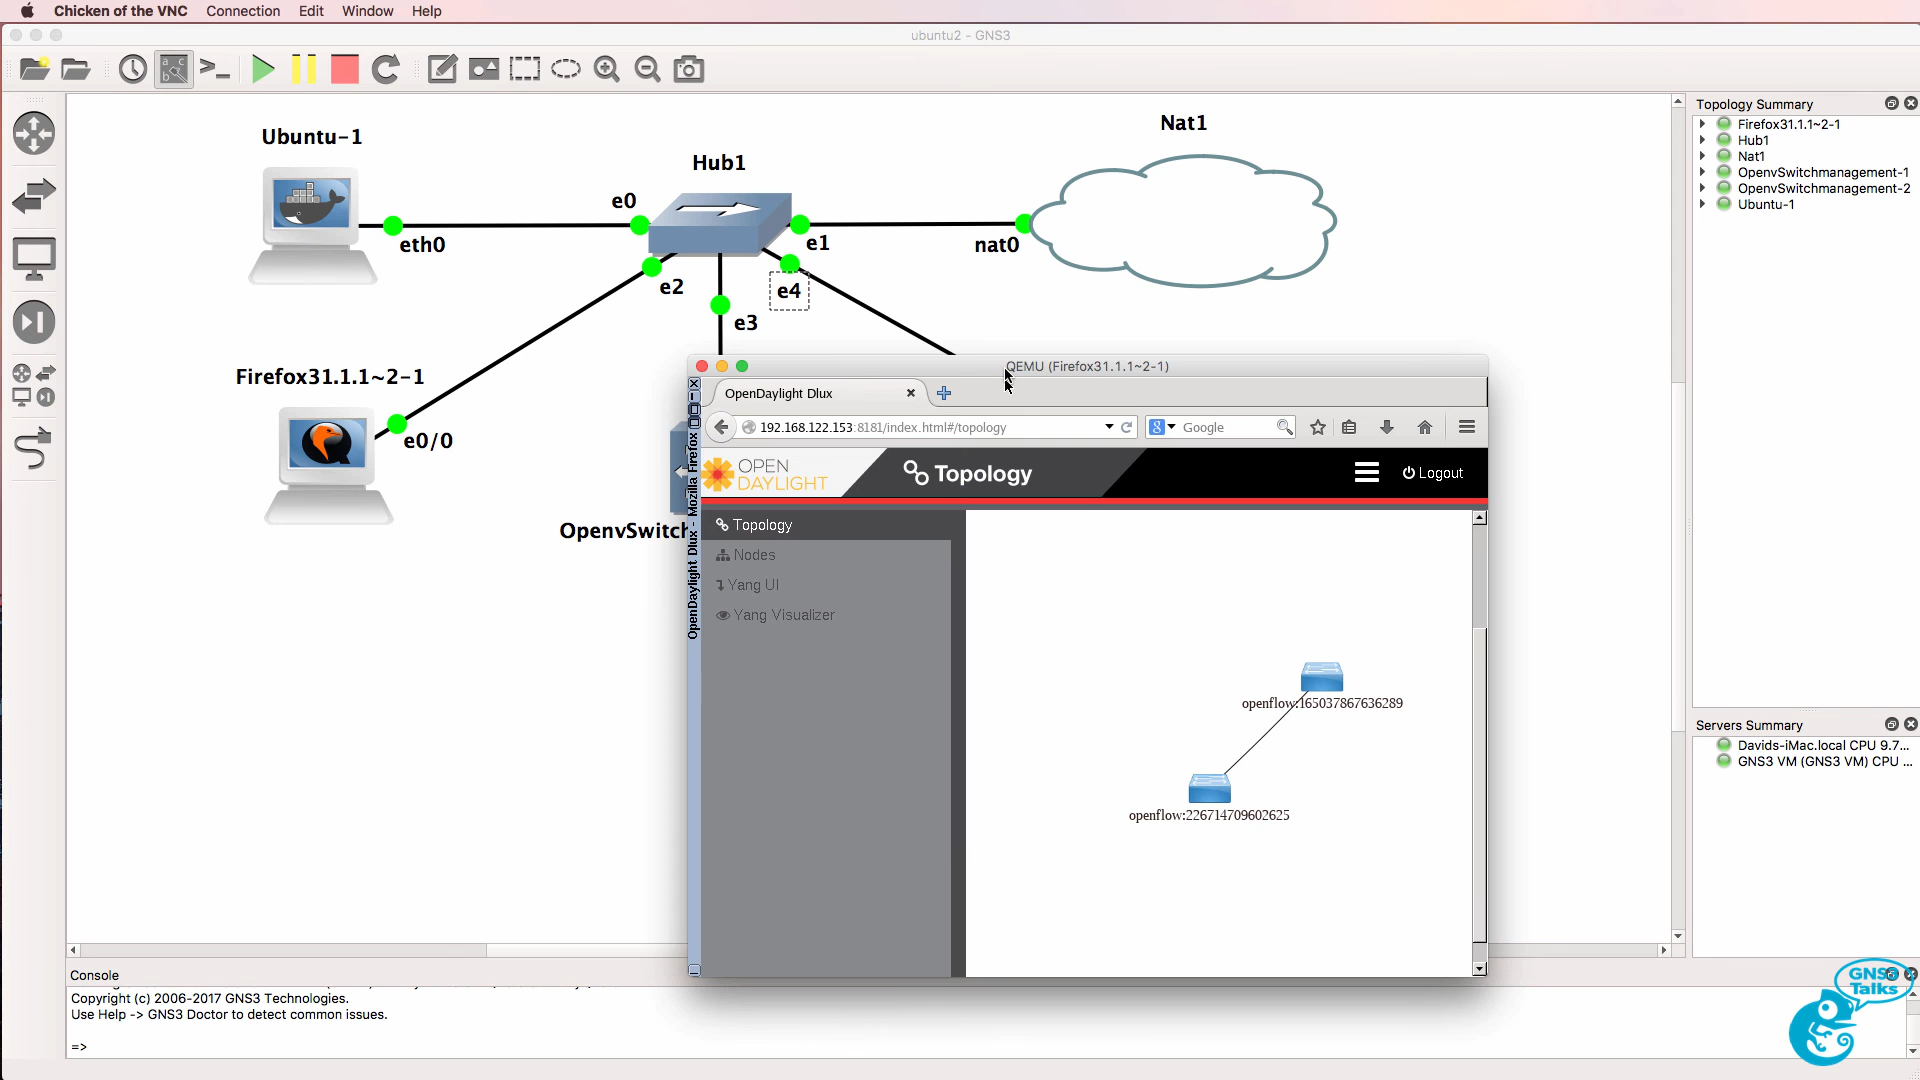 Chicken of the VNC Connection Edit Window Help
ubuntu2 - GNS3
Ubuntu-1
Hub1
Nat1
e0
eth0
e1
nat0
e2
e4
e3
Firefox31.1.1~2-1
e0/0
OpenvSwitch
QEMU (Firefox31.1.1~2-1)
OpenDaylight Dlux
192.168.122.153:8181/index.html#/topology
Google
OPEN
DAYLIGHT
Topology
Logout
OpenDaylight Dlux - Mozilla Firefox
Topology
Nodes
Yang UI
Yang Visualizer
openflow:165037867636289
openflow:226714709602625
Topology Summary
Firefox31.1.1~2-1
Hub1
Nat1
OpenvSwitchmanagement-1
OpenvSwitchmanagement-2
Ubuntu-1
Servers Summary
Davids-iMac.local CPU 9.7...
GNS3 VM (GNS3 VM) CPU ...
Console
Copyright (c) 2006-2017 GNS3 Technologies.
Use Help -> GNS3 Doctor to detect common issues.
=>
GNS3
Talks